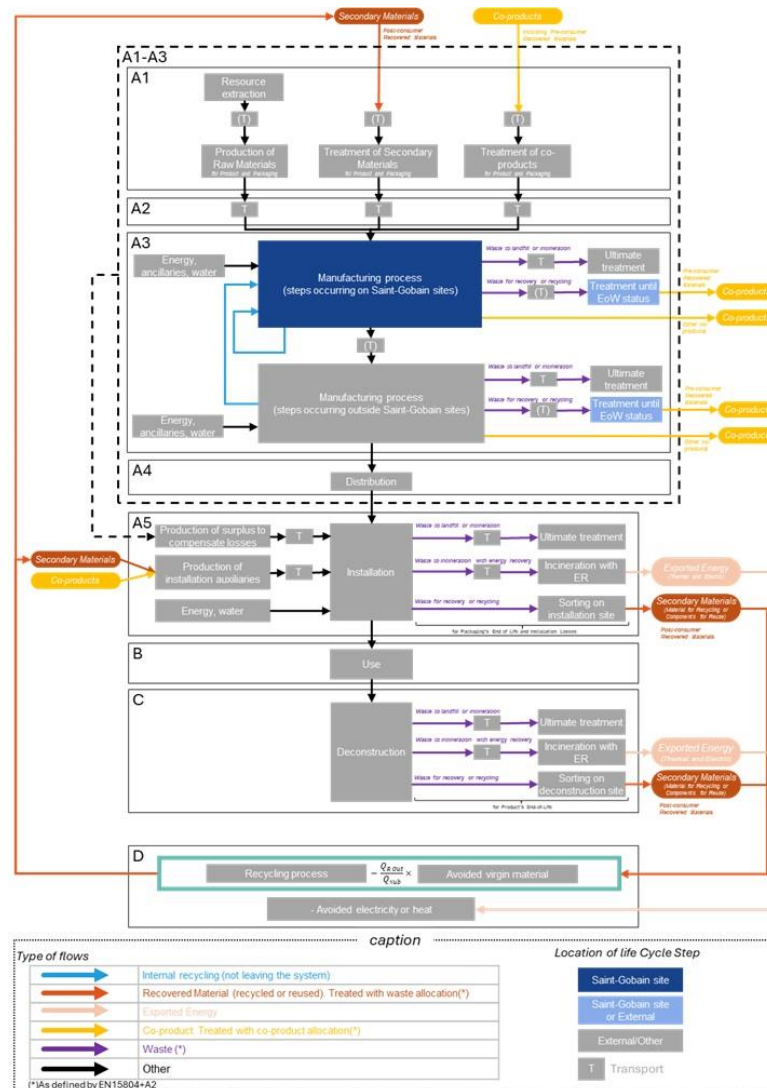 Secondary Materials
Co-products
Post-consumer
Recovered Materials
Including Pre-consumer
Recovered Materials
A1-A3
A1
Resource
extraction
(T)
(T)
(T)
Production of
Raw Materials
for Product and Packaging
Treatment of Secondary
Materials
for Product and Packaging
Treatment of co-
products
for Product and Packaging
A2
T
T
T
A3
Energy,
ancillaries, water
Manufacturing process
(steps occurring on Saint-Gobain sites)
Waste to landfill or incineration
T
Ultimate
treatment
Waste for recovery or recycling
(T)
Treatment until
EoW status
Pre-consumer
Recovered
Materials
Co-products
Other co-
products
Co-products
(T)
Manufacturing process
(steps occurring outside Saint-Gobain sites)
Energy,
ancillaries, water
Waste to landfill or incineration
T
Ultimate
treatment
Waste for recovery or recycling
(T)
Treatment until
EoW status
Pre-consumer
Recovered
Materials
Co-products
Other co-
products
Co-products
A4
Distribution
A5
Production of surplus to
compensate losses
T
Secondary Materials
Co-products
Production of
installation auxiliaries
T
Energy, water
Installation
Waste to landfill or incineration
T
Ultimate treatment
Waste to incineration with energy recovery
T
Incineration with
ER
Exported Energy
(Thermal and Electric)
Waste for recovery or recycling
Sorting on
installation site
Secondary Materials
(Material for Recycling or
Components for Reuse)
Post-consumer
Recovered Materials
for Packaging's End of Life and Installation Losses
B
Use
C
Deconstruction
Waste to landfill or incineration
T
Ultimate treatment
Waste to incineration with energy recovery
T
Incineration with
ER
Exported Energy
(Thermal and Electric)
Waste for recovery or recycling
Sorting on
deconstruction site
Secondary Materials
(Material for Recycling or
Components for Reuse)
Post-consumer
Recovered Materials
for Product's End-of-Life
D
Recycling process
− Q R out / Q sub ×
Avoided virgin material
- Avoided electricity or heat
caption
Type of flows
Internal recycling (not leaving the system)
Recovered Material (recycled or reused). Treated with waste allocation(*)
Exported Energy
Co-product Treated with co-product allocation(*)
Waste (*)
Other
(*)As defined by EN15804+A2
Location of life Cycle Step
Saint-Gobain site
Saint-Gobain site
or External
External/Other
T Transport